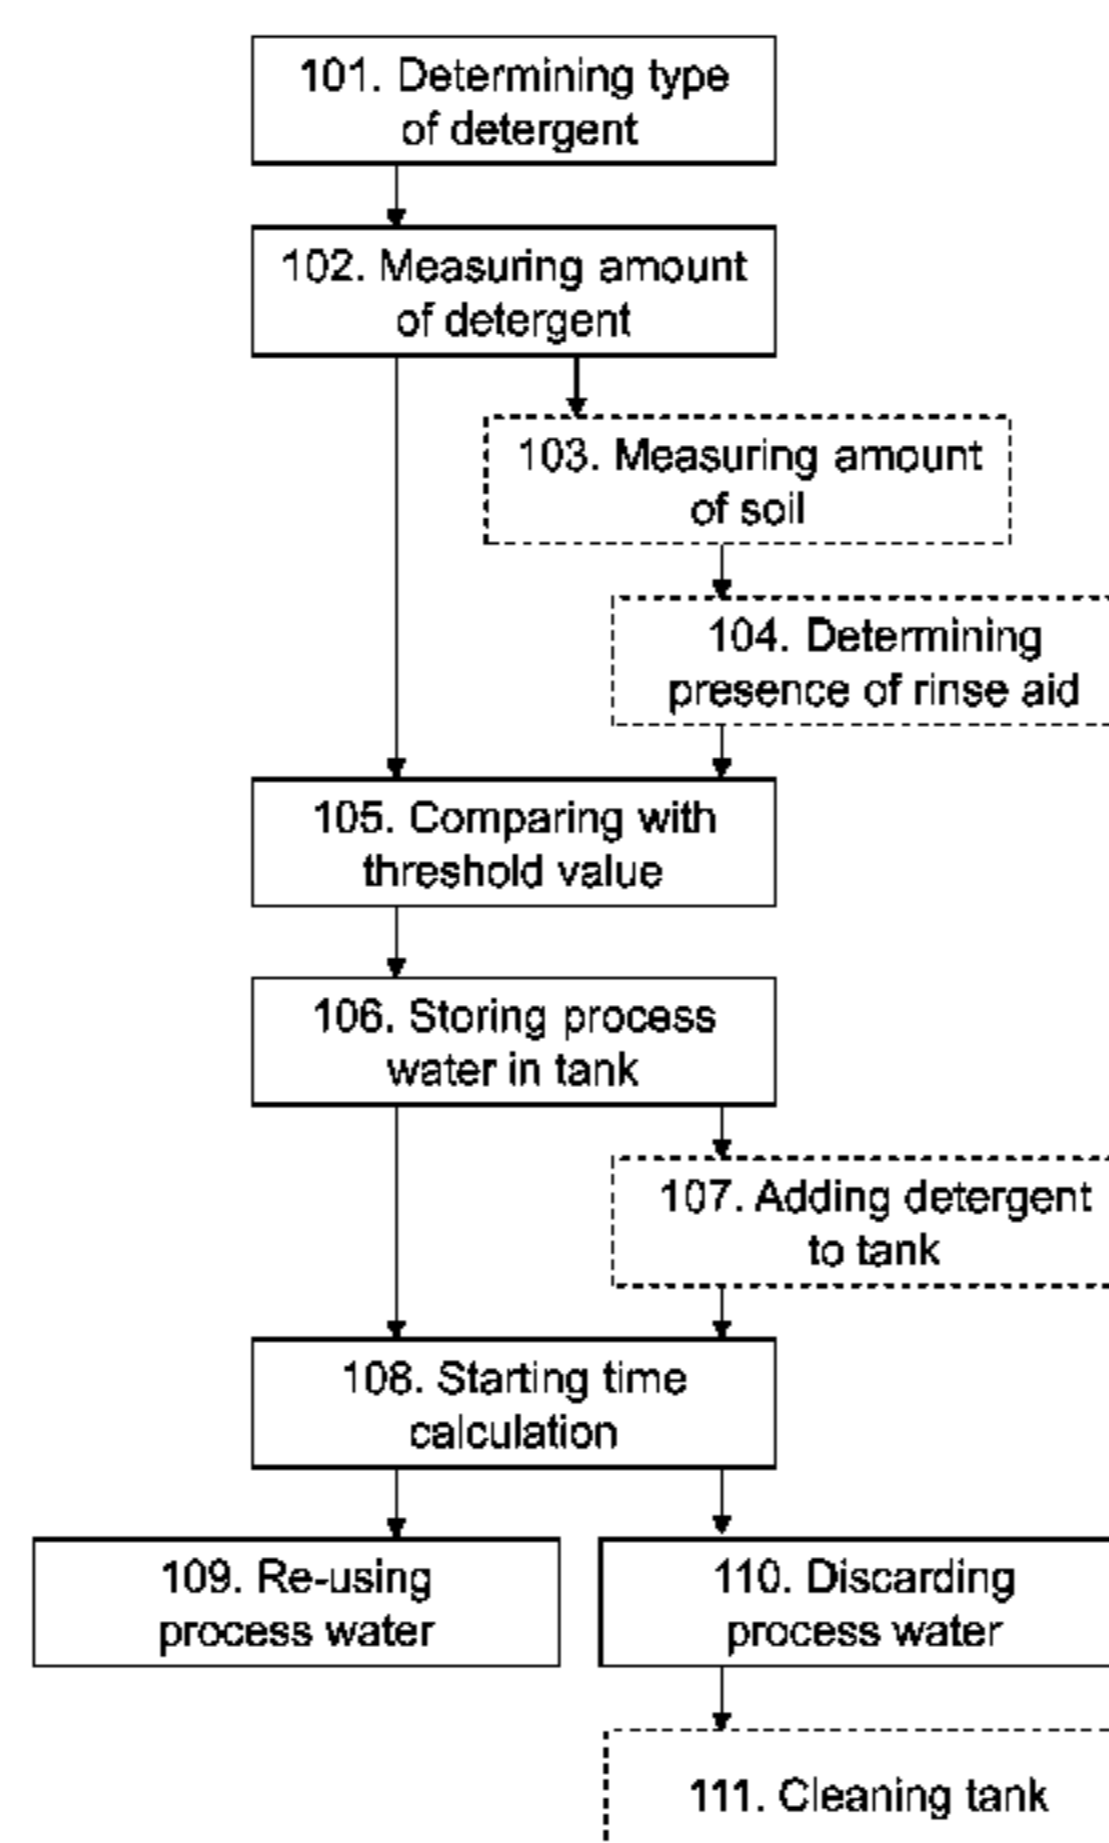 101. Determining type
of detergent
102. Measuring amount
of detergent
103. Measuring amount
of soil
104. Determining
presence of rinse aid
105. Comparing with
threshold value
106. Storing process
water in tank
107. Adding detergent
to tank
108. Starting time
calculation
109. Re-using
process water
110. Discarding
process water
111. Cleaning tank